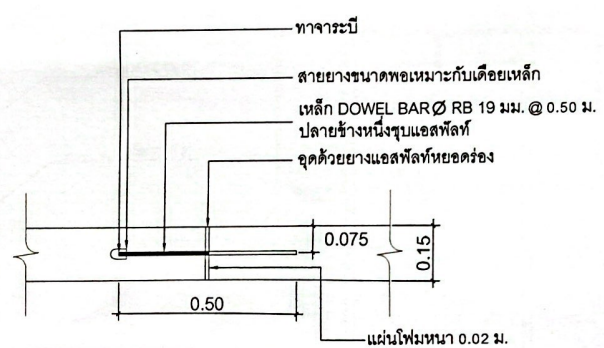 ทาจาระบี
สายยางขนาดพอเหมาะกับเดือยเหล็ก
เหล็ก DOWEL BAR Ø RB 19 มม. @ 0.50 ม.
ปลายข้างหนึ่งชุบแอสฟัลท์
อุดด้วยยางแอสฟัลท์หยอดร่อง
0.075
0.15
0.50
แผ่นโฟมหนา 0.02 ม.